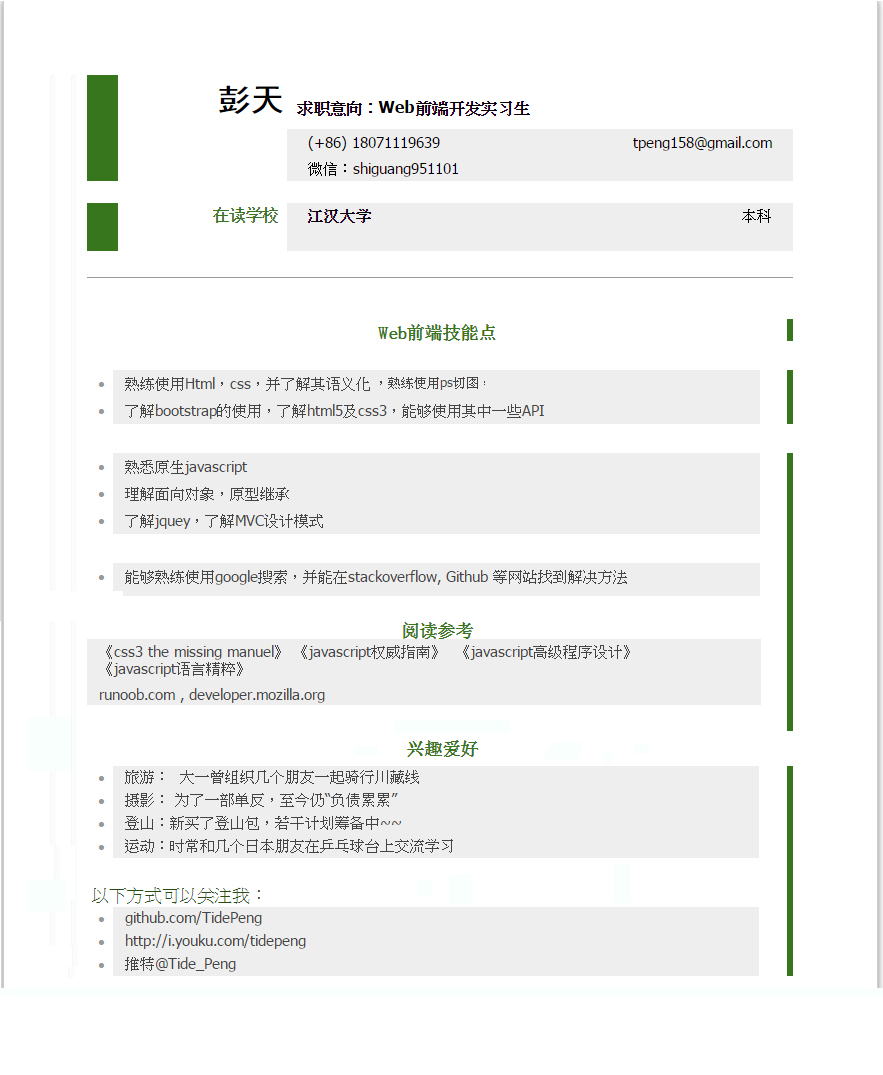 彭天 求职意向：Web前端开发实习生
(+86) 18071119639 tpeng158@gmail.com
微信：shiguang951101
在读学校 江汉大学 本科
Web前端技能点
熟练使用Html，css，并了解其语义化 ，熟练使用ps切图，
了解bootstrap的使用，了解html5及css3，能够使用其中一些API
熟悉原生javascript
理解面向对象，原型继承
了解jquey，了解MVC设计模式
能够熟练使用google搜索，并能在stackoverflow, Github 等网站找到解决方法
阅读参考
《css3 the missing manuel》 《javascript权威指南》 《javascript高级程序设计》
《javascript语言精粹》
runoob.com , developer.mozilla.org
兴趣爱好
旅游： 大一曾组织几个朋友一起骑行川藏线
摄影： 为了一部单反，至今仍“负债累累”
登山：新买了登山包，若干计划筹备中~~
运动：时常和几个日本朋友在乒乓球台上交流学习
以下方式可以关注我：
github.com/TidePeng
http://i.youku.com/tidepeng
推特@Tide_Peng